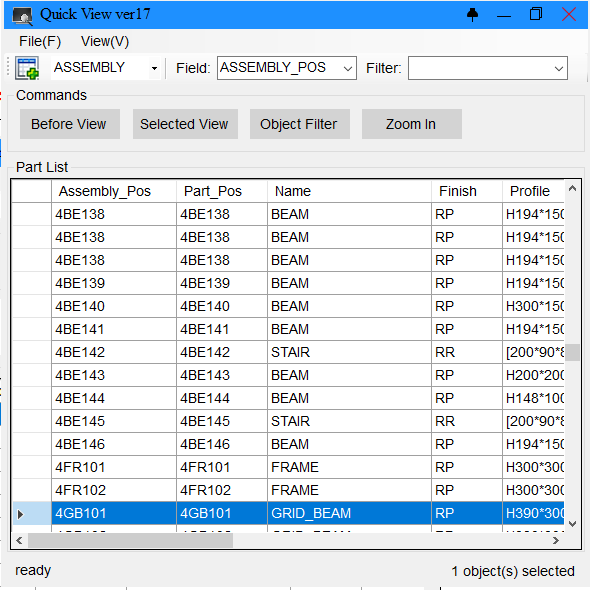 Quick View ver17
File(F) View(V)
ASSEMBLY Field: ASSEMBLY_POS Filter:
Commands
Before View Selected View Object Filter Zoom In
Part List
Assembly_Pos Part_Pos Name Finish Profile
4BE138 4BE138 BEAM RP H194*150
4BE138 4BE138 BEAM RP H194*150
4BE138 4BE138 BEAM RP H194*150
4BE139 4BE139 BEAM RP H194*150
4BE140 4BE140 BEAM RP H300*150
4BE141 4BE141 BEAM RP H194*150
4BE142 4BE142 STAIR RR [200*90*8
4BE143 4BE143 BEAM RP H200*200
4BE144 4BE144 BEAM RP H148*100
4BE145 4BE145 STAIR RR [200*90*8
4BE146 4BE146 BEAM RP H194*150
4FR101 4FR101 FRAME RP H300*300
4FR102 4FR102 FRAME RP H300*300
4GB101 4GB101 GRID_BEAM RP H390*300
ready 1 object(s) selected